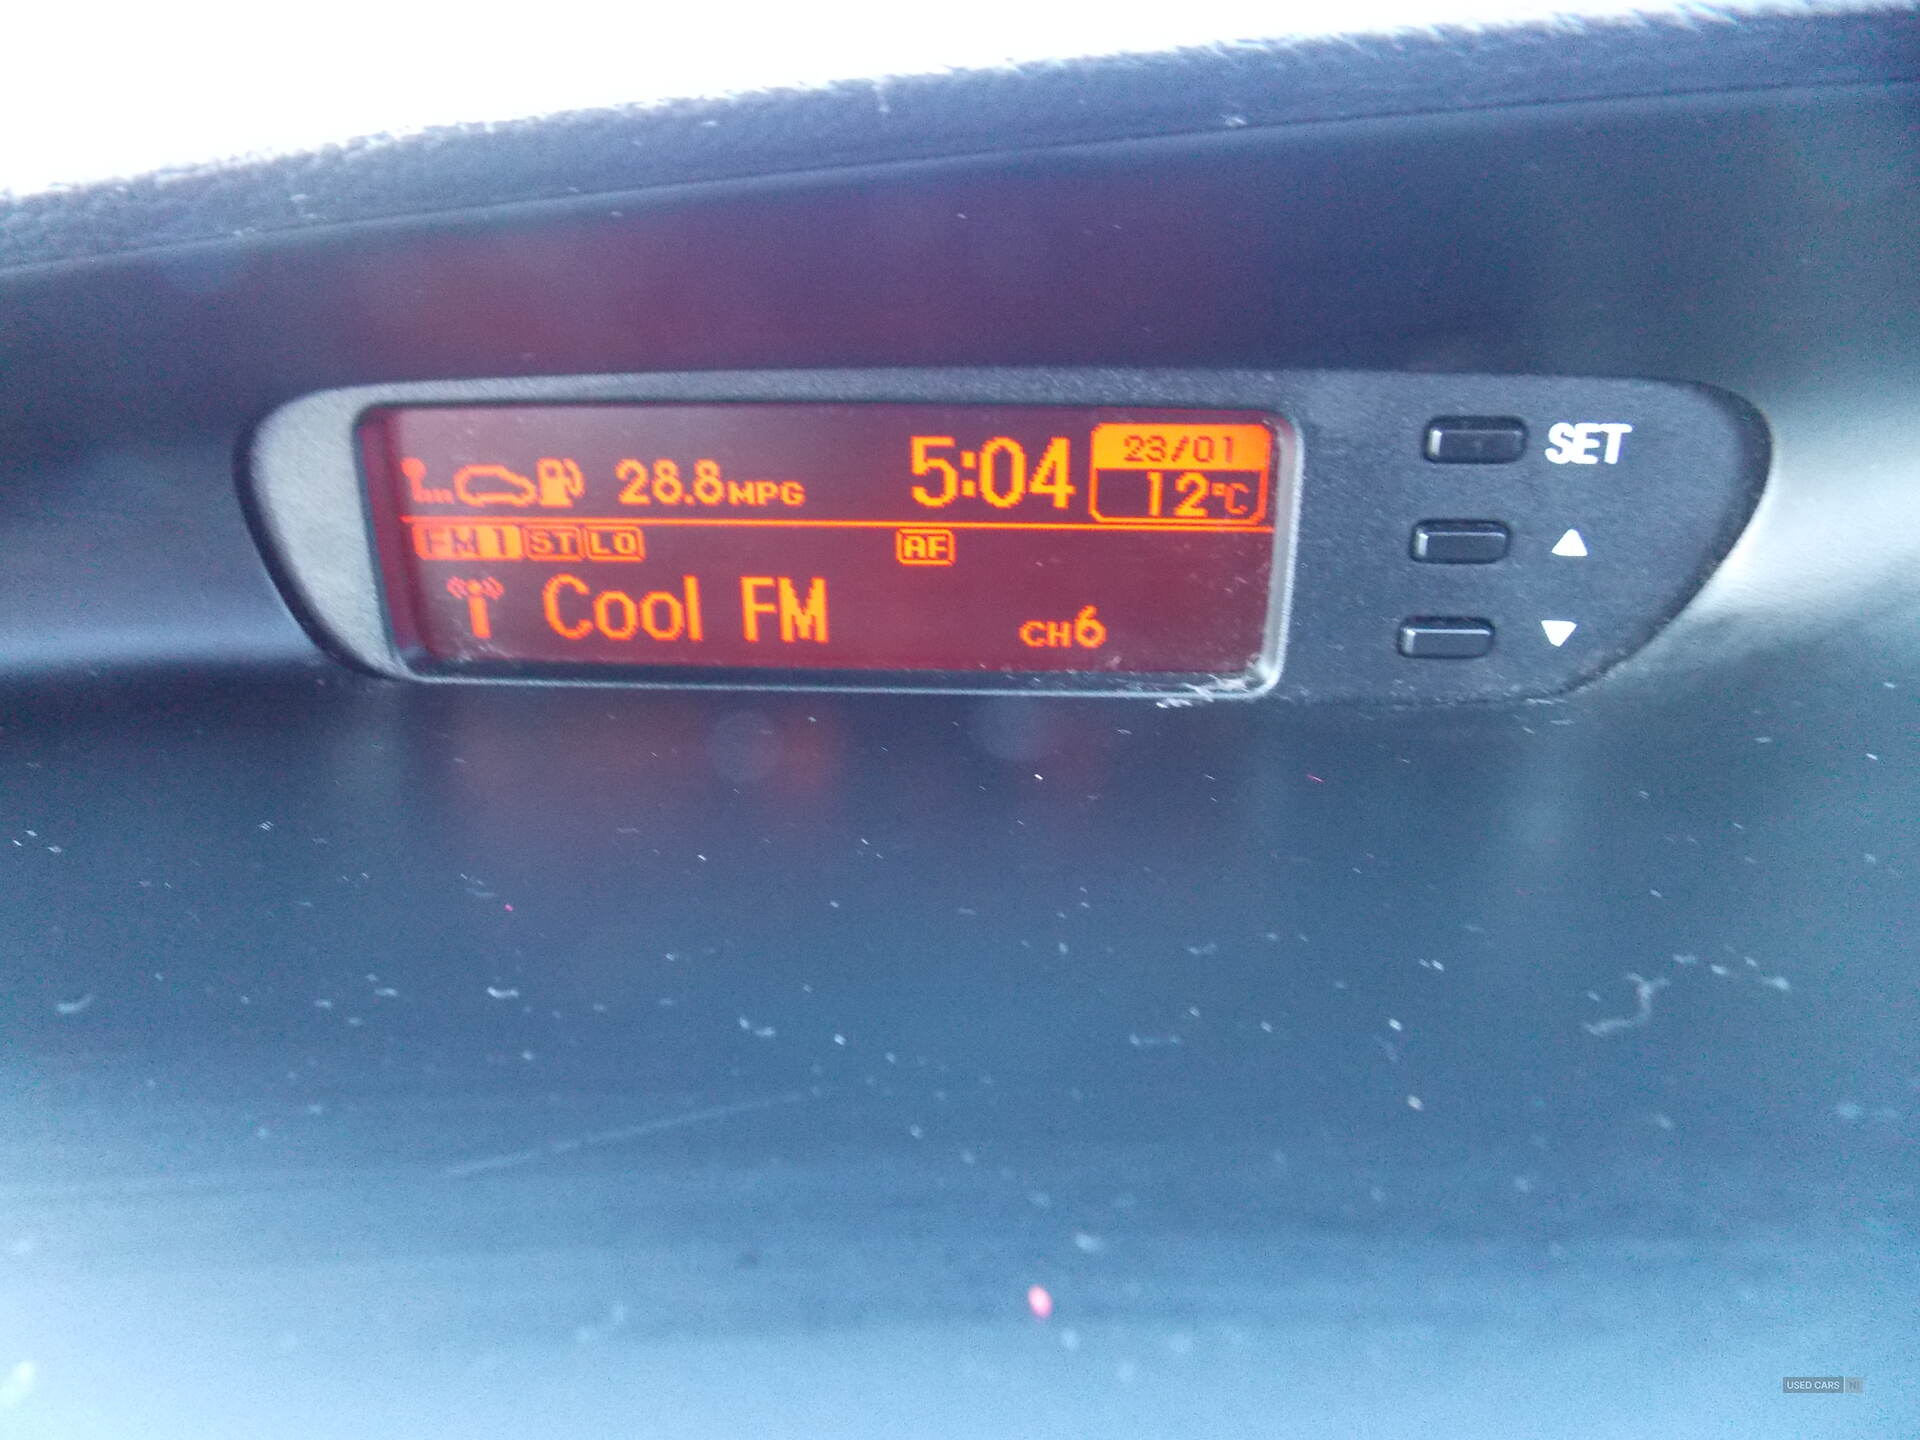 28.8MPG 5:04 23/01
12°C
FM1 ST LO AF
Cool FM CH6
SET
USED CARS NI